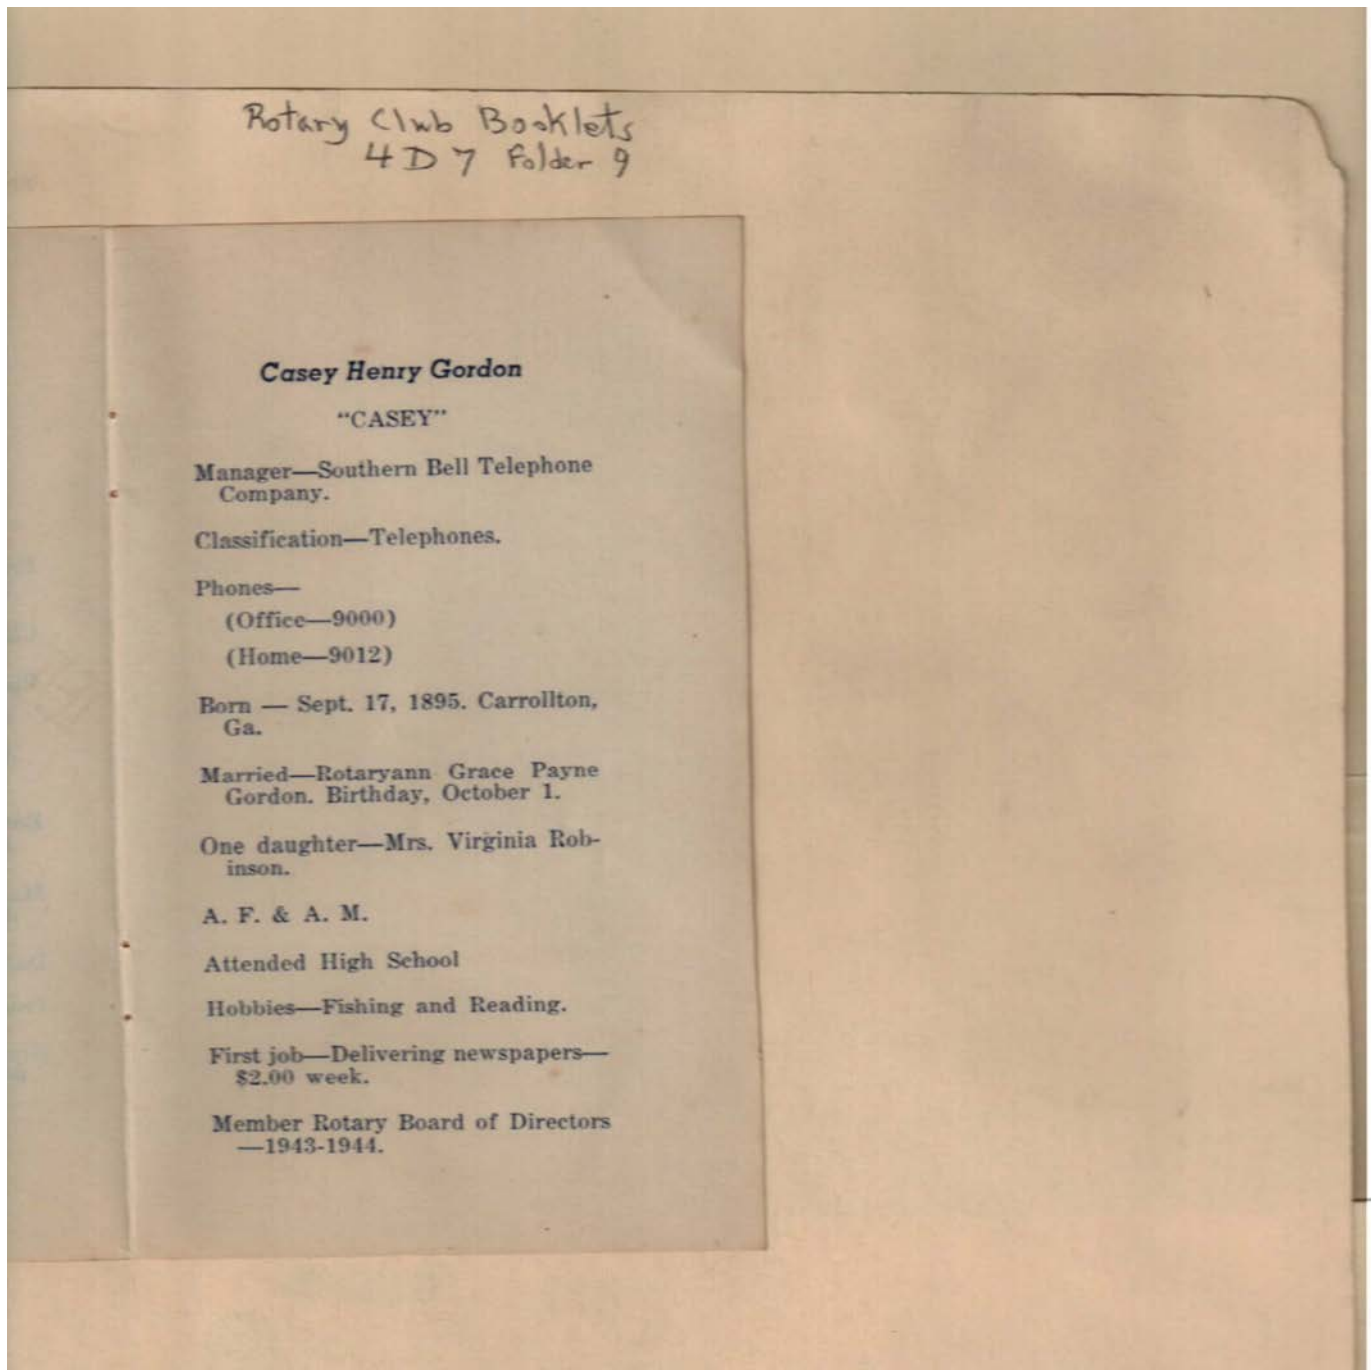 Rotary Club Booklets
4 D 7 Folder 9
Casey Henry Gordon
“CASEY”
Manager—Southern Bell Telephone
Company.
Classification—Telephones.
Phones—
(Office—9000)
(Home—9012)
Born — Sept. 17, 1895. Carrollton,
Ga.
Married—Rotaryann Grace Payne
Gordon. Birthday, October 1.
One daughter—Mrs. Virginia Rob-
inson.
A. F. & A. M.
Attended High School
Hobbies—Fishing and Reading.
First job—Delivering newspapers—
$2.00 week.
Member Rotary Board of Directors
—1943-1944.